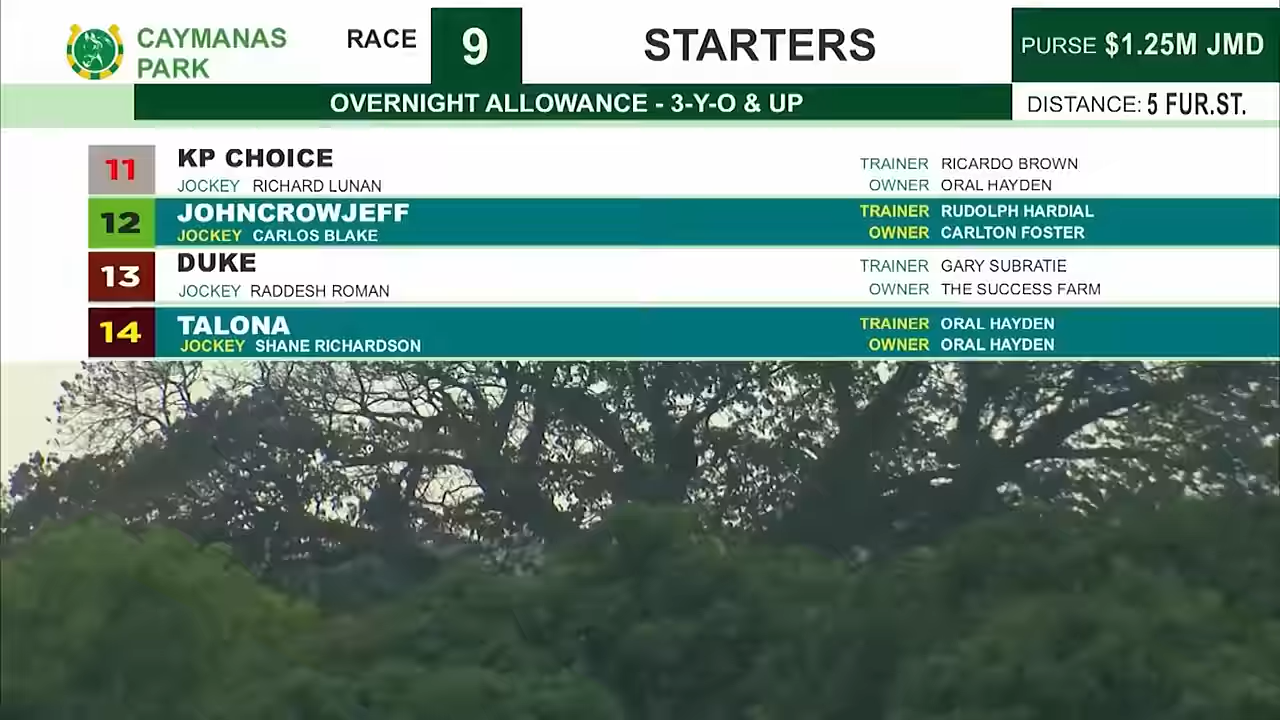 CAYMANAS PARK
RACE 9
STARTERS
PURSE $1.25M JMD
OVERNIGHT ALLOWANCE - 3-Y-O & UP
DISTANCE: 5 FUR.ST.
11 KP CHOICE
JOCKEY RICHARD LUNAN
TRAINER RICARDO BROWN
OWNER ORAL HAYDEN
12 JOHNCROWJEFF
JOCKEY CARLOS BLAKE
TRAINER RUDOLPH HARDIAL
OWNER CARLTON FOSTER
13 DUKE
JOCKEY RADDESH ROMAN
TRAINER GARY SUBRATIE
OWNER THE SUCCESS FARM
14 TALONA
JOCKEY SHANE RICHARDSON
TRAINER ORAL HAYDEN
OWNER ORAL HAYDEN